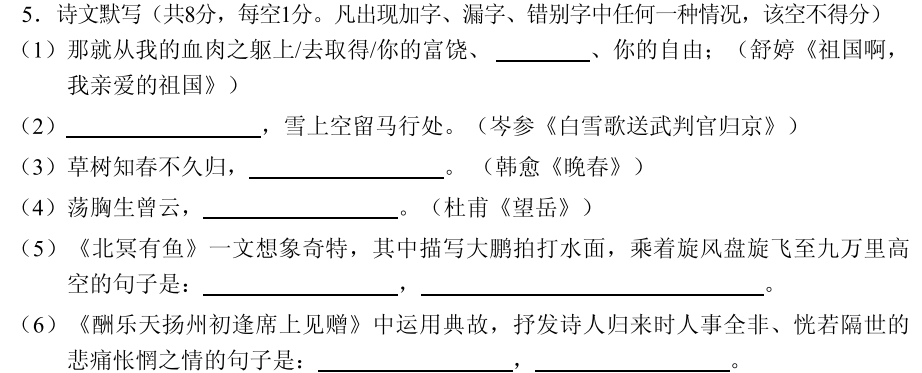 5．诗文默写（共8分，每空1分。凡出现加字、漏字、错别字中任何一种情况，该空不得分）
（1）那就从我的血肉之躯上/去取得/你的富饶、________、你的自由；（舒婷《祖国啊，
我亲爱的祖国》）
（2）________________，雪上空留马行处。（岑参《白雪歌送武判官归京》）
（3）草树知春不久归，________________。（韩愈《晚春》）
（4）荡胸生曾云，________________。（杜甫《望岳》）
（5）《北冥有鱼》一文想象奇特，其中描写大鹏拍打水面，乘着旋风盘旋飞至九万里高
空的句子是：________________，____________________________。
（6）《酬乐天扬州初逢席上见赠》中运用典故，抒发诗人归来时人事全非、恍若隔世的
悲痛怅惘之情的句子是：________________，________________。